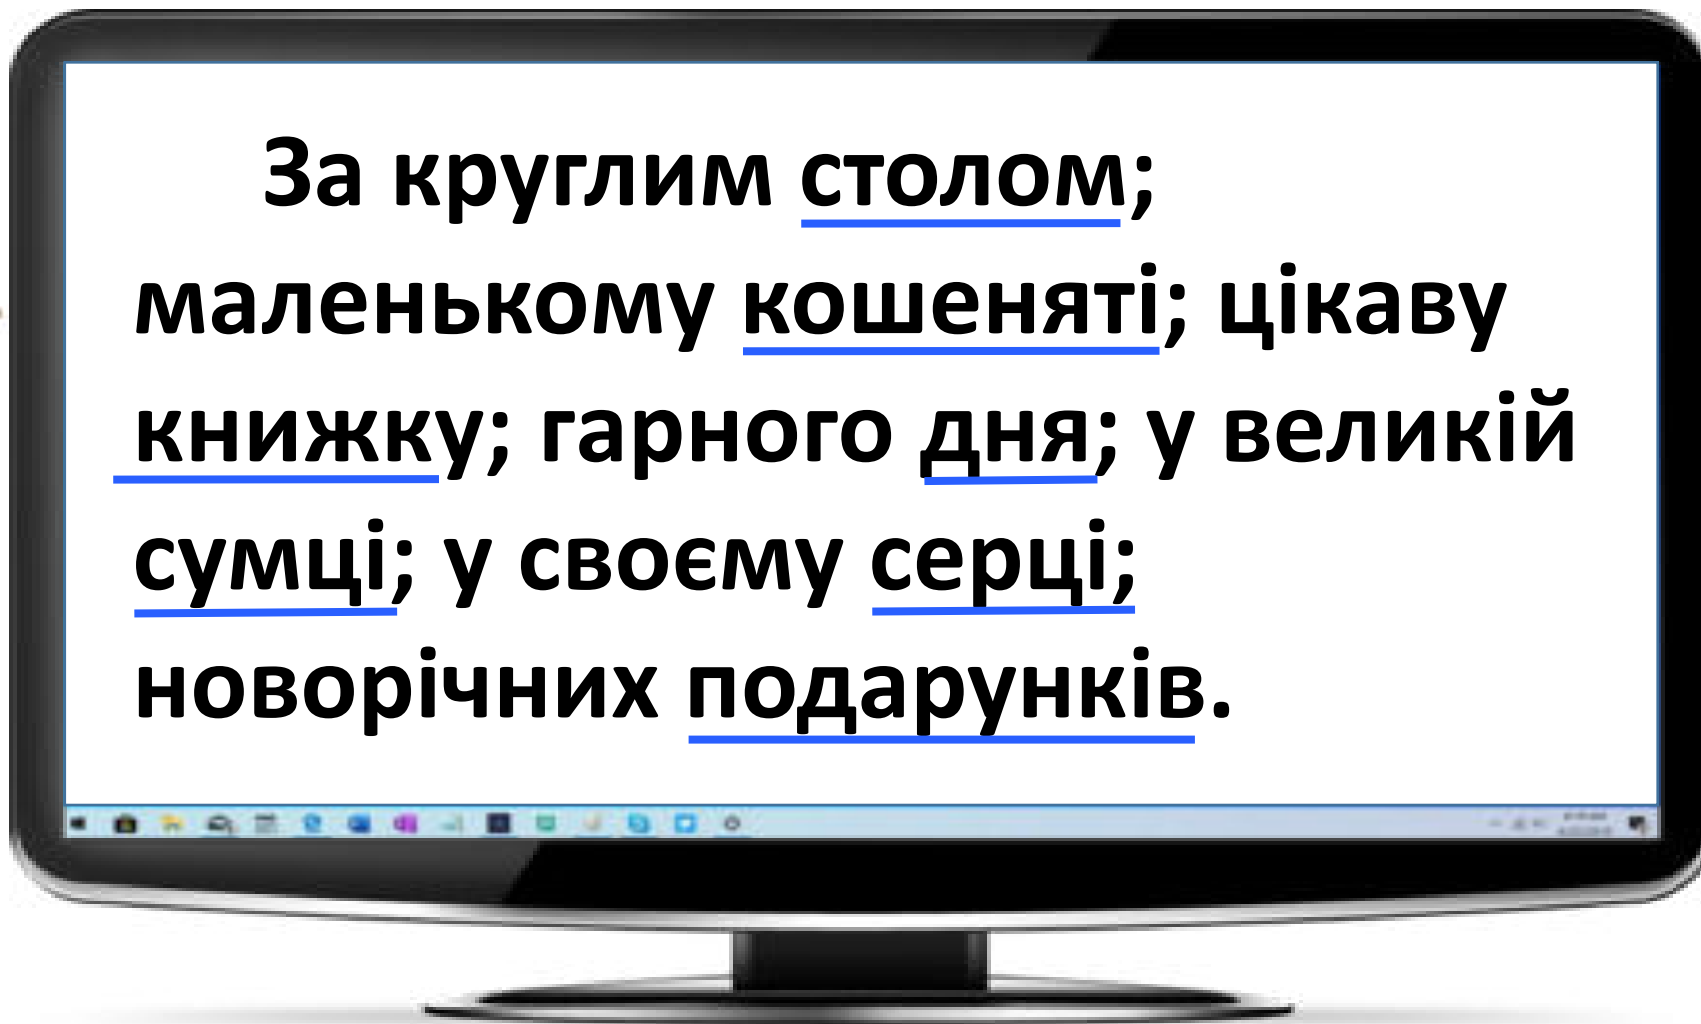 За круглим столом;
маленькому кошеняті; цікаву
книжку; гарного дня; у великій
сумці; у своєму серці;
новорічних подарунків.